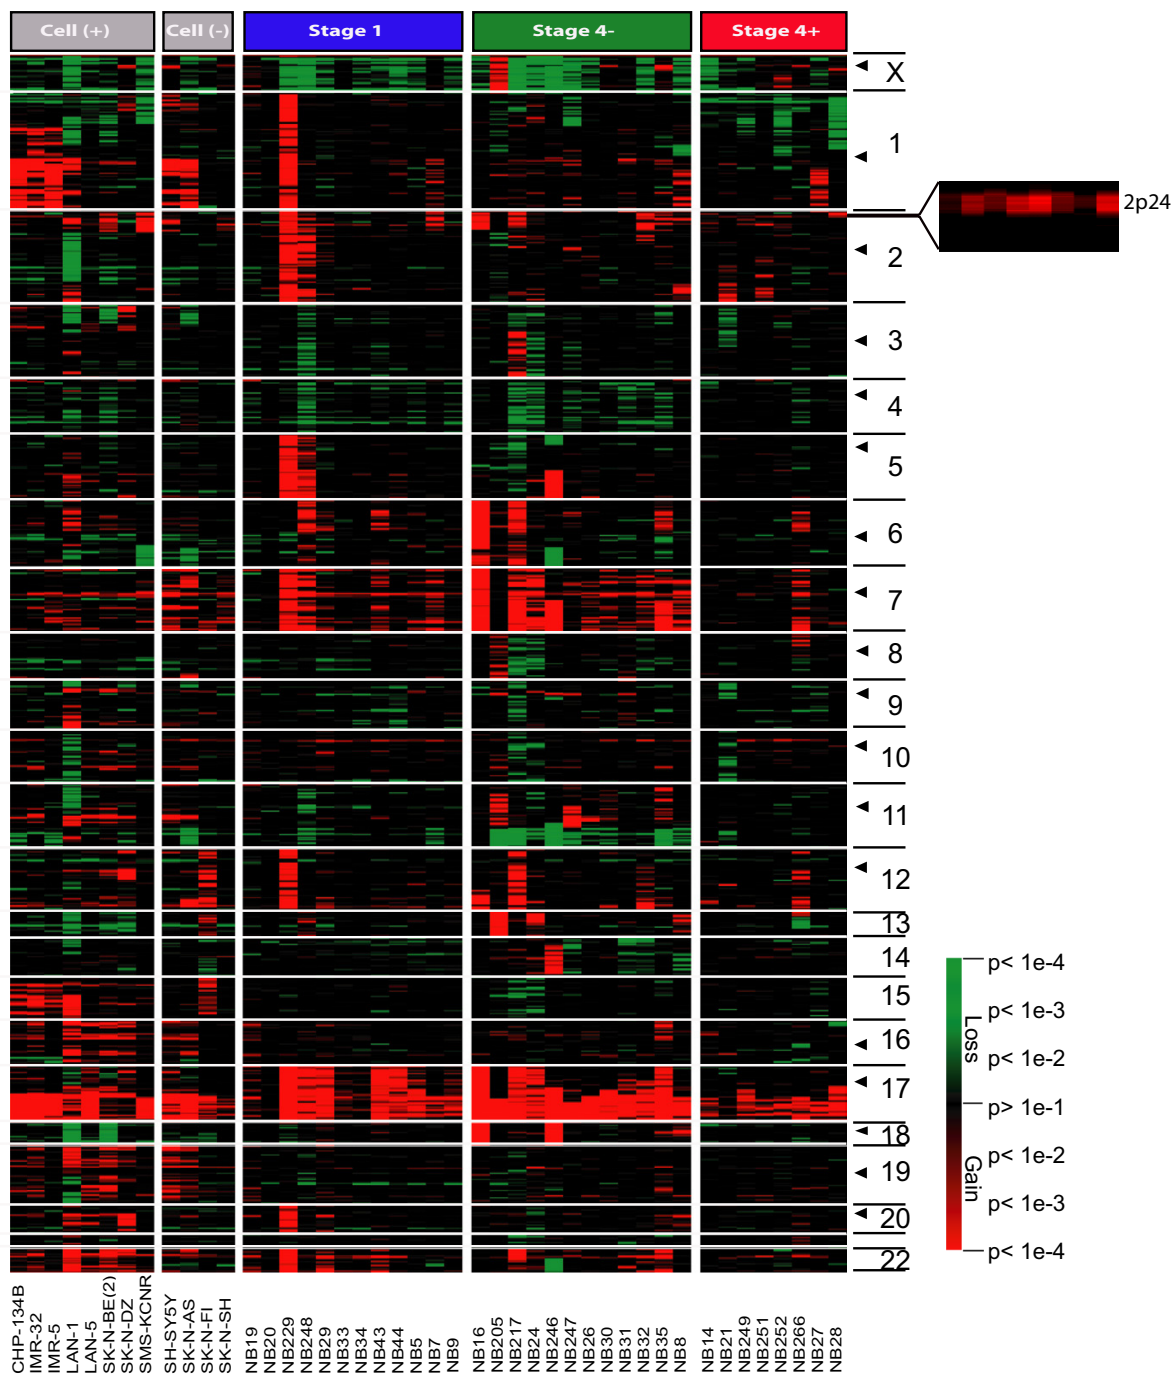 Cell (+) Cell (-) Stage 1 Stage 4- Stage 4+
X
1
2p24
2
3
4
5
6
7
8
9
10
11
12
13
14
15
16
17
18
19
20
22
p< 1e-4
p< 1e-3
p< 1e-2
p> 1e-1
p< 1e-2
p< 1e-3
p< 1e-4
Loss
Gain
CHP-134B
IMR-32
IMR-5
LAN-1
LAN-5
SK-N-BE(2)
SK-N-DZ
SMS-KCNR
SH-SY5Y
SK-N-AS
SK-N-FI
SK-N-SH
NB19
NB20
NB229
NB248
NB29
NB33
NB34
NB43
NB44
NB5
NB7
NB9
NB16
NB205
NB217
NB24
NB246
NB247
NB26
NB30
NB31
NB32
NB35
NB8
NB14
NB21
NB249
NB251
NB252
NB266
NB27
NB28